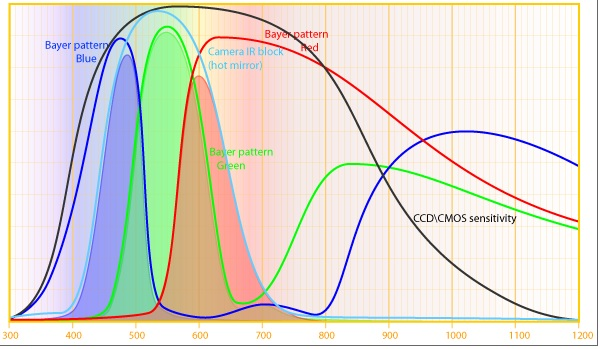 Bayer pattern
Red
Bayer pattern
Blue
Camera IR block
(hot mirror)
Bayer pattern
Green
CCD\CMOS sensitivity
300 400 500 600 700 800 900 1000 1100 1200